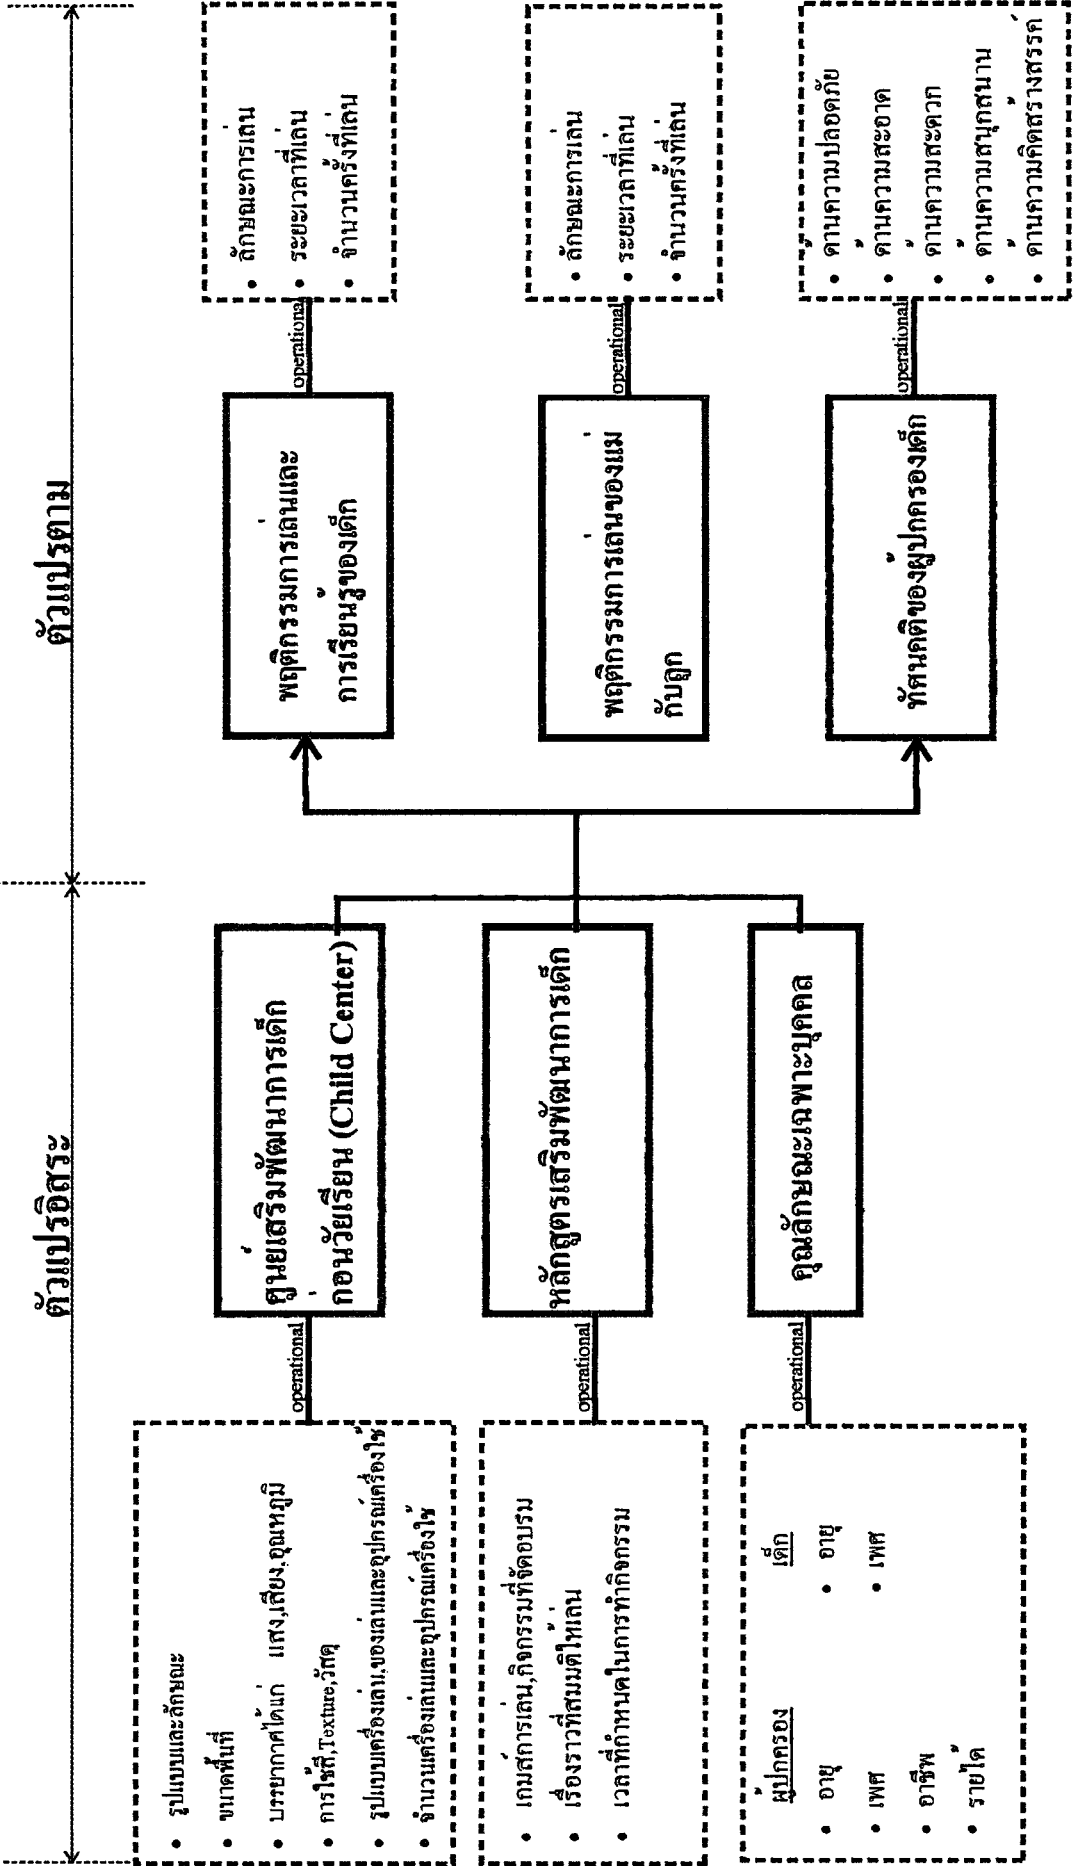 ตัวแปรอิสระ
ตัวแปรตาม
• รูปแบบและลักษณะ
• ขนาดพื้นที่
• บรรยากาศได้แก่ แสง,เสียง,อุณหภูมิ
• การใช้สี,Texture,วัสดุ
• รูปแบบเครื่องเล่น,ของเล่นและอุปกรณ์เครื่องใช้
• จำนวนเครื่องเล่นและอุปกรณ์เครื่องใช้
operational
ศูนย์เสริมพัฒนาการเด็ก
ก่อนวัยเรียน (Child Center)
• เกมส์การเล่น,กิจกรรมที่จัดอบรม
• เรื่องราวที่สมมติให้เล่น
• เวลาที่กำหนดในการทำกิจกรรม
operational
หลักสูตรเสริมพัฒนาการเด็ก
ผู้ปกครอง
• อายุ
• เพศ
• อาชีพ
• รายได้
เด็ก
• อายุ
• เพศ
operational
คุณลักษณะเฉพาะบุคคล
พฤติกรรมการเล่นและ
การเรียนรู้ของเด็ก
operational
• ลักษณะการเล่น
• ระยะเวลาที่เล่น
• จำนวนครั้งที่เล่น
พฤติกรรมการเล่นของแม่
กับลูก
operational
• ลักษณะการเล่น
• ระยะเวลาที่เล่น
• จำนวนครั้งที่เล่น
ทัศนคติของผู้ปกครองเด็ก
operational
• ด้านความปลอดภัย
• ด้านความสะอาด
• ด้านความสะดวก
• ด้านความสนุกสนาน
• ด้านความคิดสร้างสรรค์